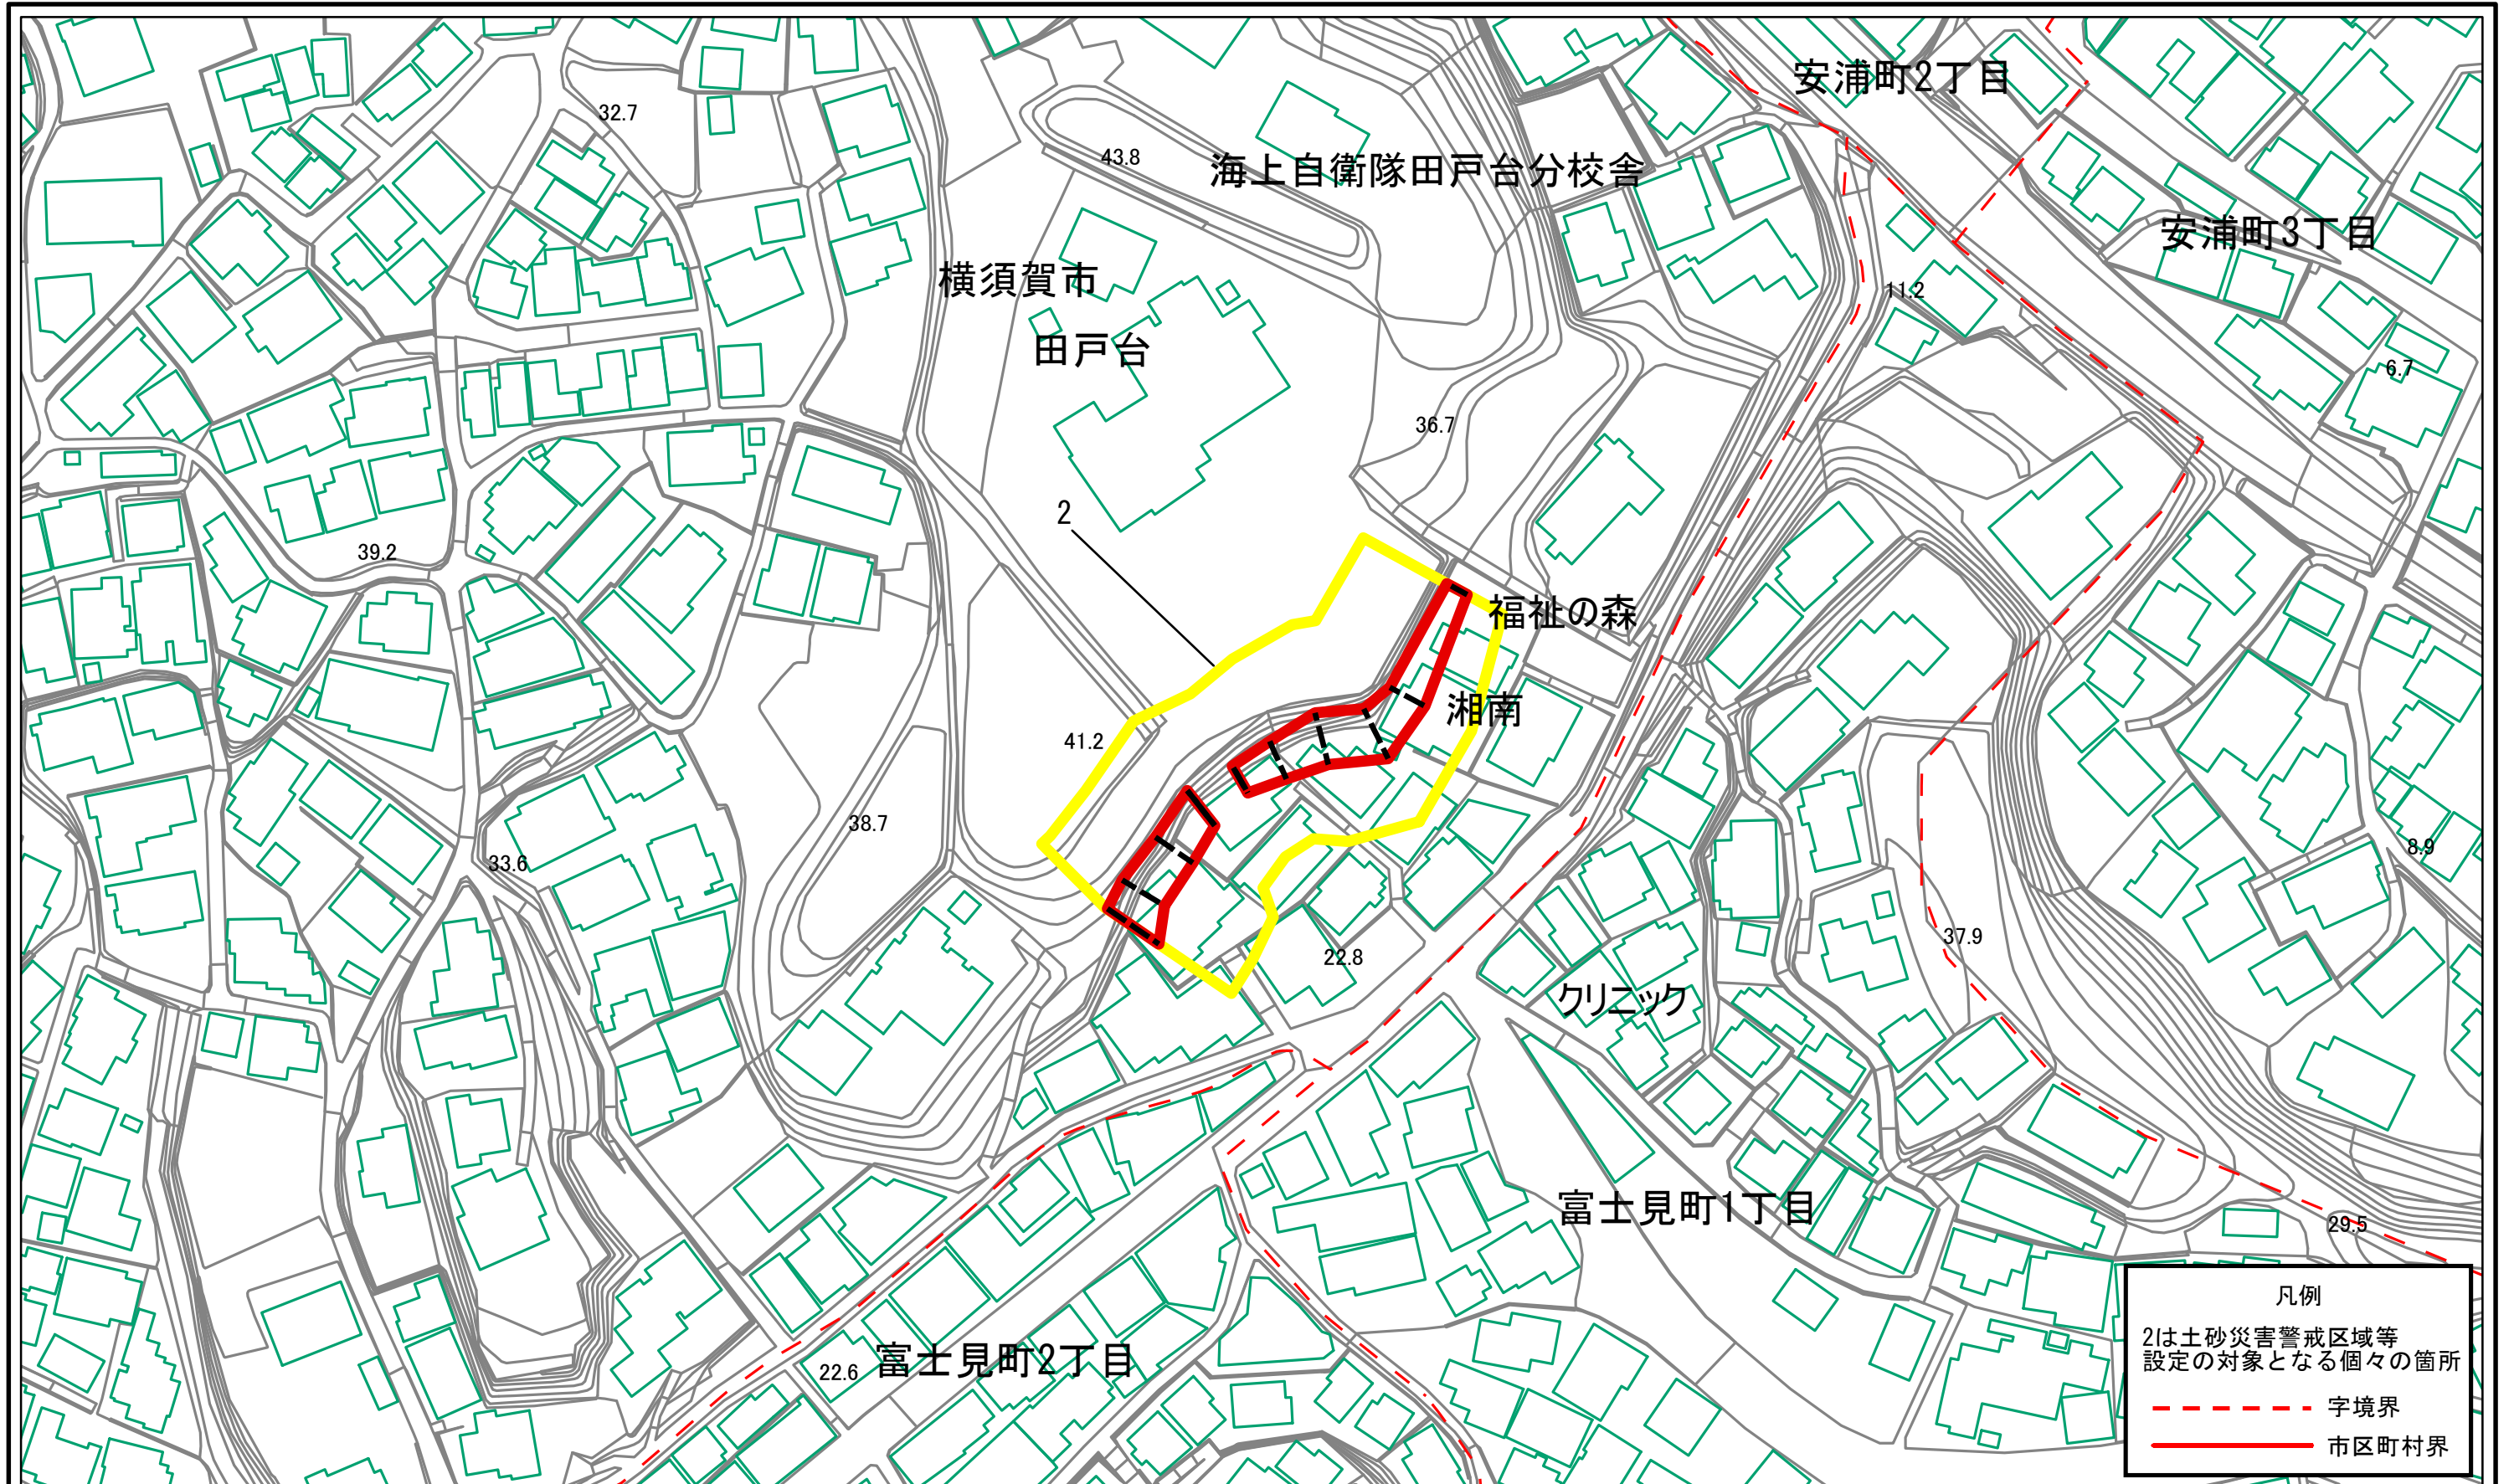 安浦町2丁目
32.7
43.8
海上自衛隊田戸台分校舎
安浦町3丁目
横須賀市
11.2
田戸台
6.7
36.7
2
39.2
福祉の森
湘南
41.2
38.7
33.6
8.9
37.9
22.8
クリニック
富士見町1丁目
29.5
富士見町2丁目
22.6
凡例
2は土砂災害警戒区域等
設定の対象となる個々の箇所
字境界
市区町村界